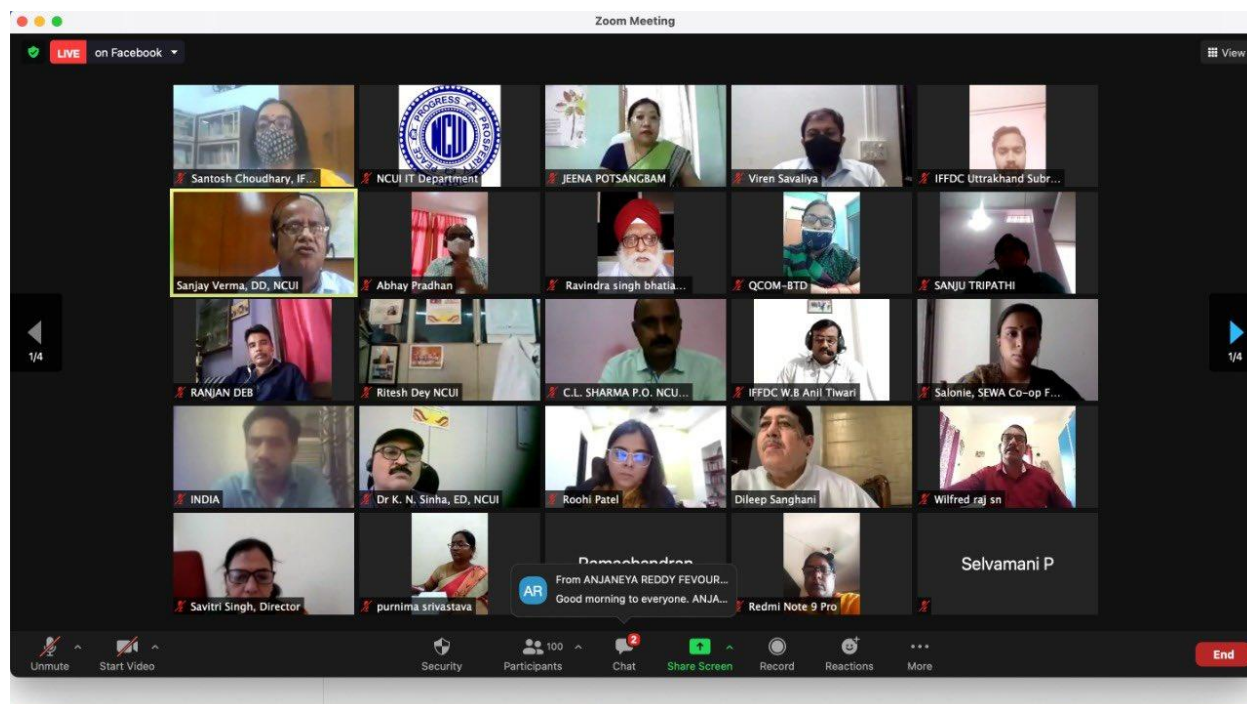 Zoom Meeting
LIVE on Facebook
View
Santosh Choudhary, IF...
PROGRESS PROSPERITY PEACE
NCUI
NCUI IT Department
JEENA POTSANGBAM
Viren Savaliya
IFFDC Uttrakhand Subr...
Sanjay Verma, DD, NCUI
Abhay Pradhan
Ravindra singh bhatia...
QCOM-BTD
SANJU TRIPATHI
1/4
1/4
RANJAN DEB
Ritesh Dey NCUI
C.L. SHARMA P.O. NCU...
IFFDC W.B Anil Tiwari
Salonie, SEWA Co-op F...
INDIA
Dr K. N. Sinha, ED, NCUI
Roohi Patel
Dileep Sanghani
Wilfred raj sn
Savitri Singh, Director
purnima srivastava
Ramachandran
AR
From ANJANEYA REDDY FEVOUR...
Good morning to everyone. ANJA...
Redmi Note 9 Pro
Selvamani P
Unmute
Start Video
Security
100
Participants
2
Chat
Share Screen
Record
Reactions
More
End